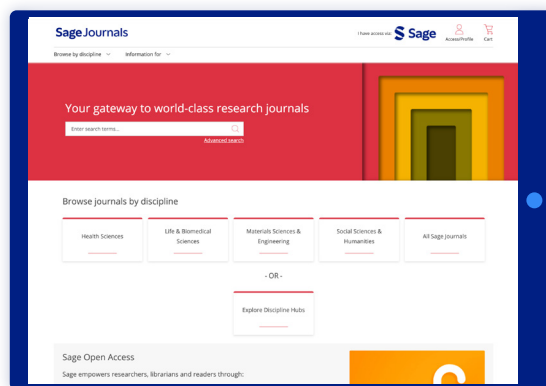 Sage Journals
I have access via:
Sage
Access/Profile
Cart
Browse by discipline
Information for
Your gateway to world-class research journals
Enter search terms...
Advanced search
Browse journals by discipline
Health Sciences
Life & Biomedical
Sciences
Materials Sciences &
Engineering
Social Sciences &
Humanities
All Sage Journals
- OR -
Explore Discipline Hubs
Sage Open Access
Sage empowers researchers, librarians and readers through: